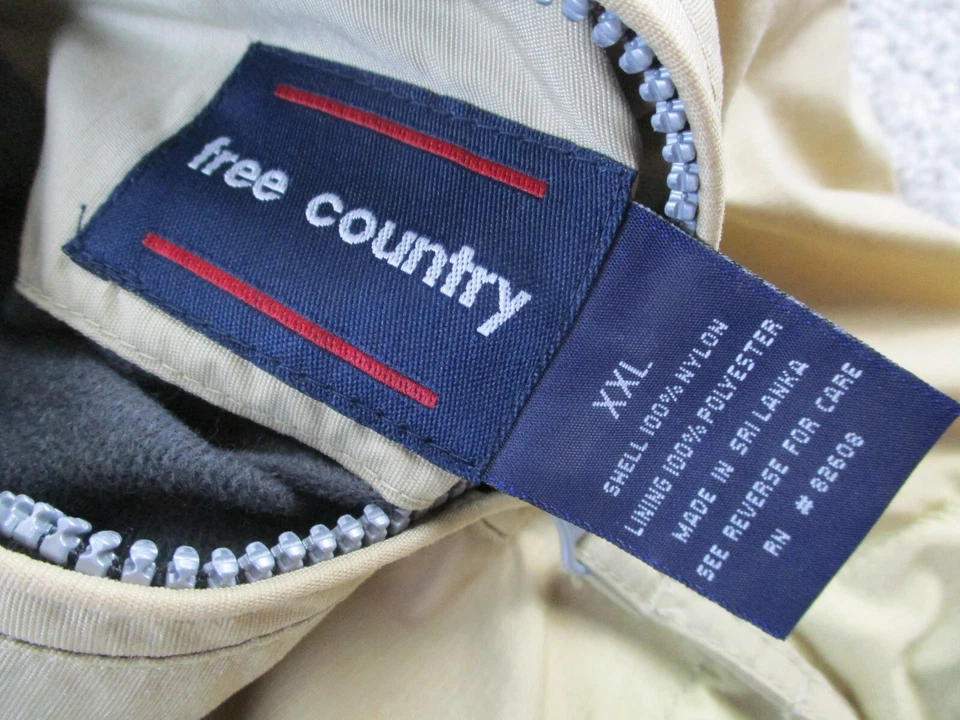 free country
XXL
SHELL 100% NYLON
LINING 100% POLYESTER
MADE IN SRI LANKA
SEE REVERSE FOR CARE
RN # 82608